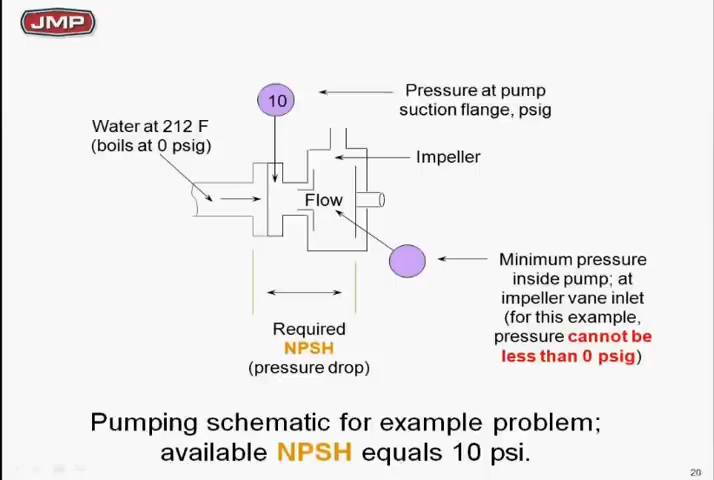 JMP
10
Pressure at pump
suction flange, psig
Water at 212 F
(boils at 0 psig)
Impeller
Flow
Minimum pressure
inside pump; at
impeller vane inlet
(for this example,
pressure cannot be
less than 0 psig)
Required
NPSH
(pressure drop)
Pumping schematic for example problem;
available NPSH equals 10 psi.
20